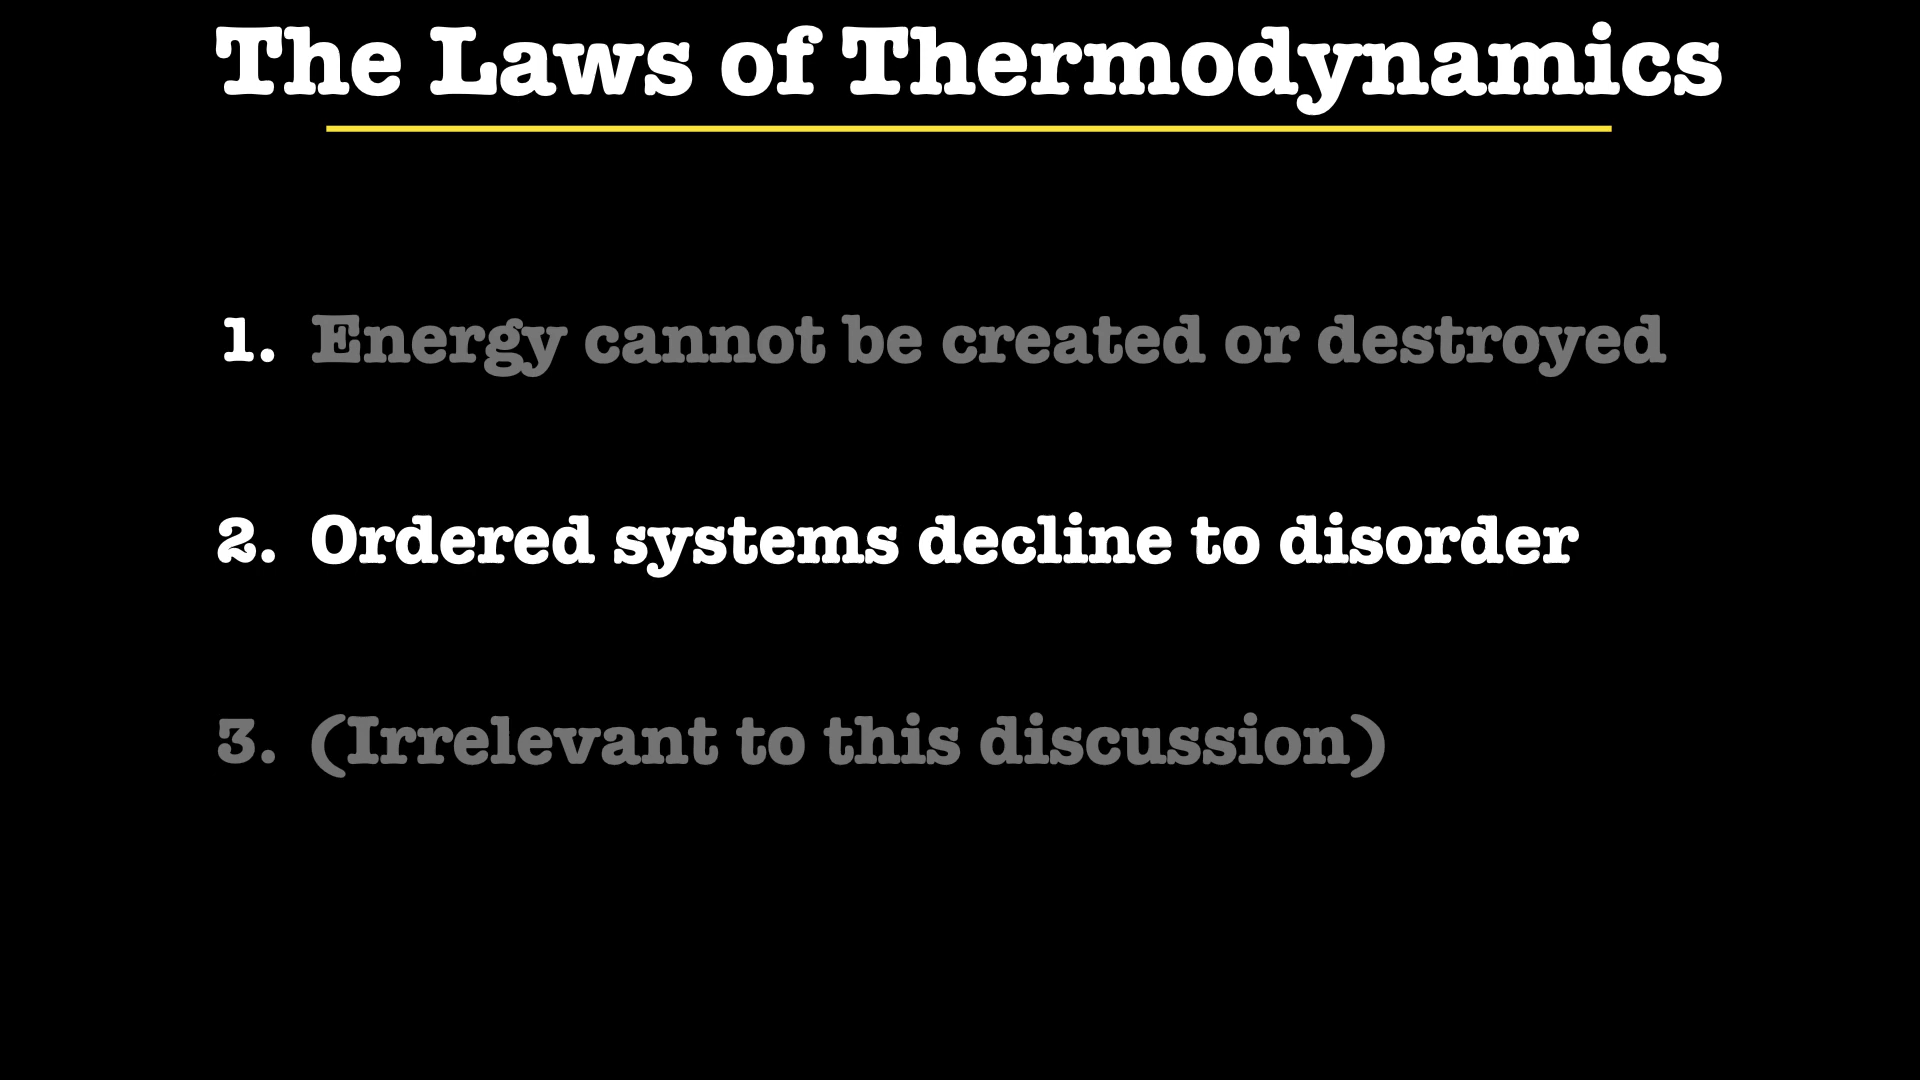 The Laws of Thermodynamics
1. Energy cannot be created or destroyed
2. Ordered systems decline to disorder
3. (Irrelevant to this discussion)